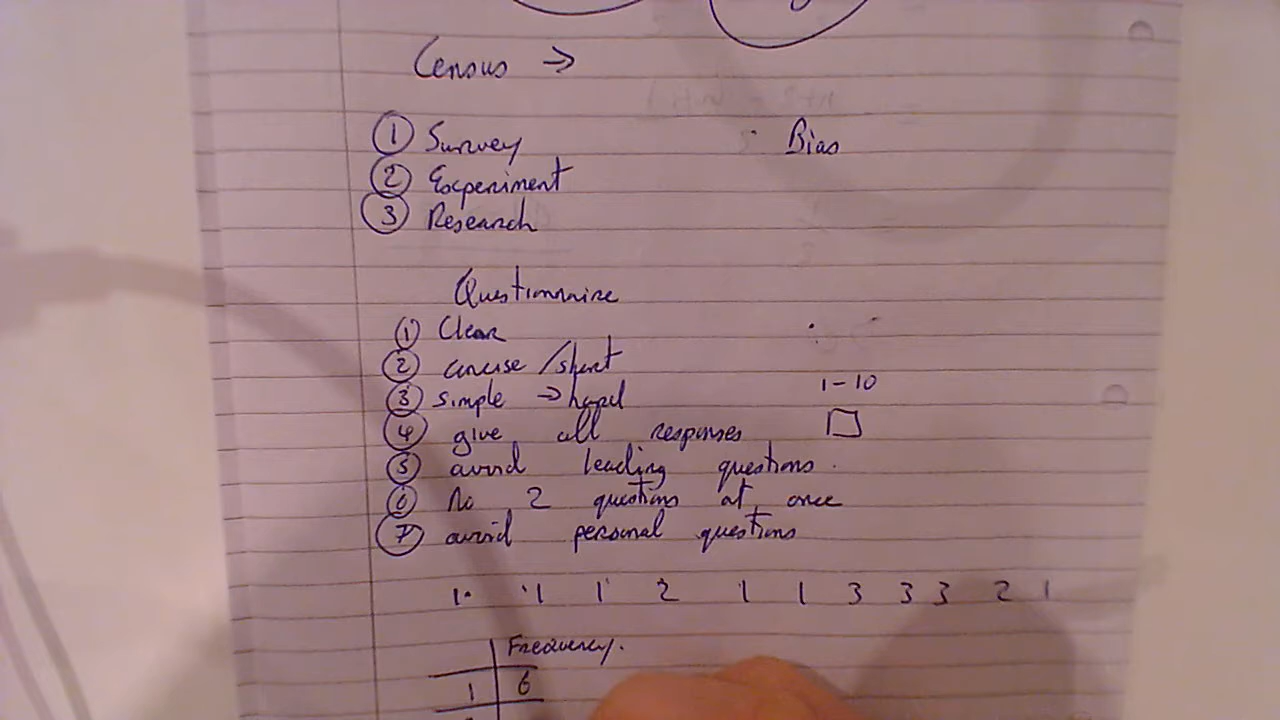 Census →
① Survey Bias
② Experiment
③ Research
Questionnaire
① Clear
② concise / short
③ simple →
1-10
④ give all responses
⑤ avoid leading questions.
⑥ No 2 questions at once
⑦ avoid personal questions
1 1 1 2 1 1 3 3 3 2 1
Frequency.
1 6